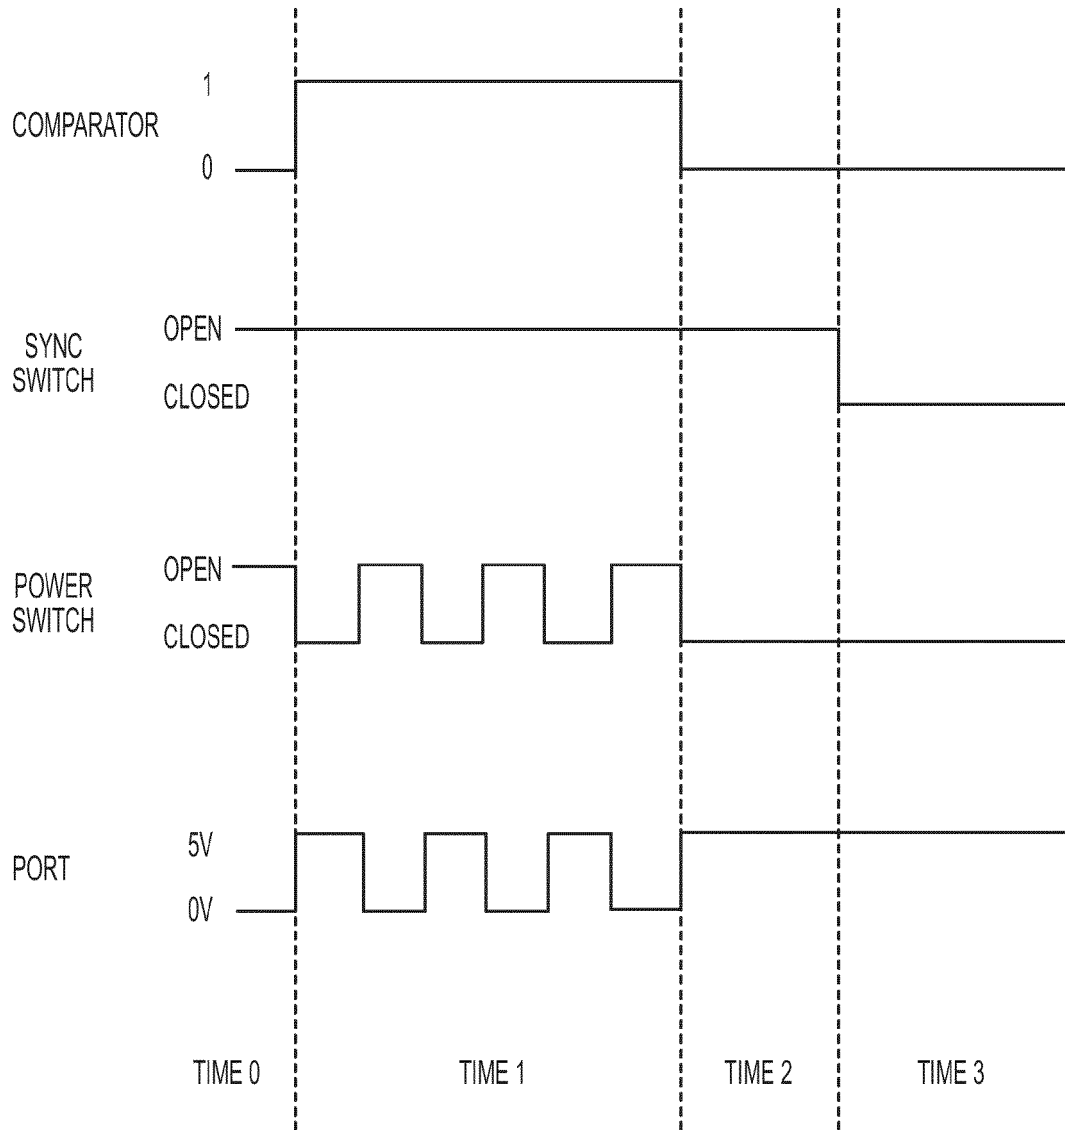 1
COMPARATOR
0
OPEN
SYNC
SWITCH
CLOSED
OPEN
POWER
SWITCH
CLOSED
5V
PORT
0V
TIME 0 TIME 1 TIME 2 TIME 3